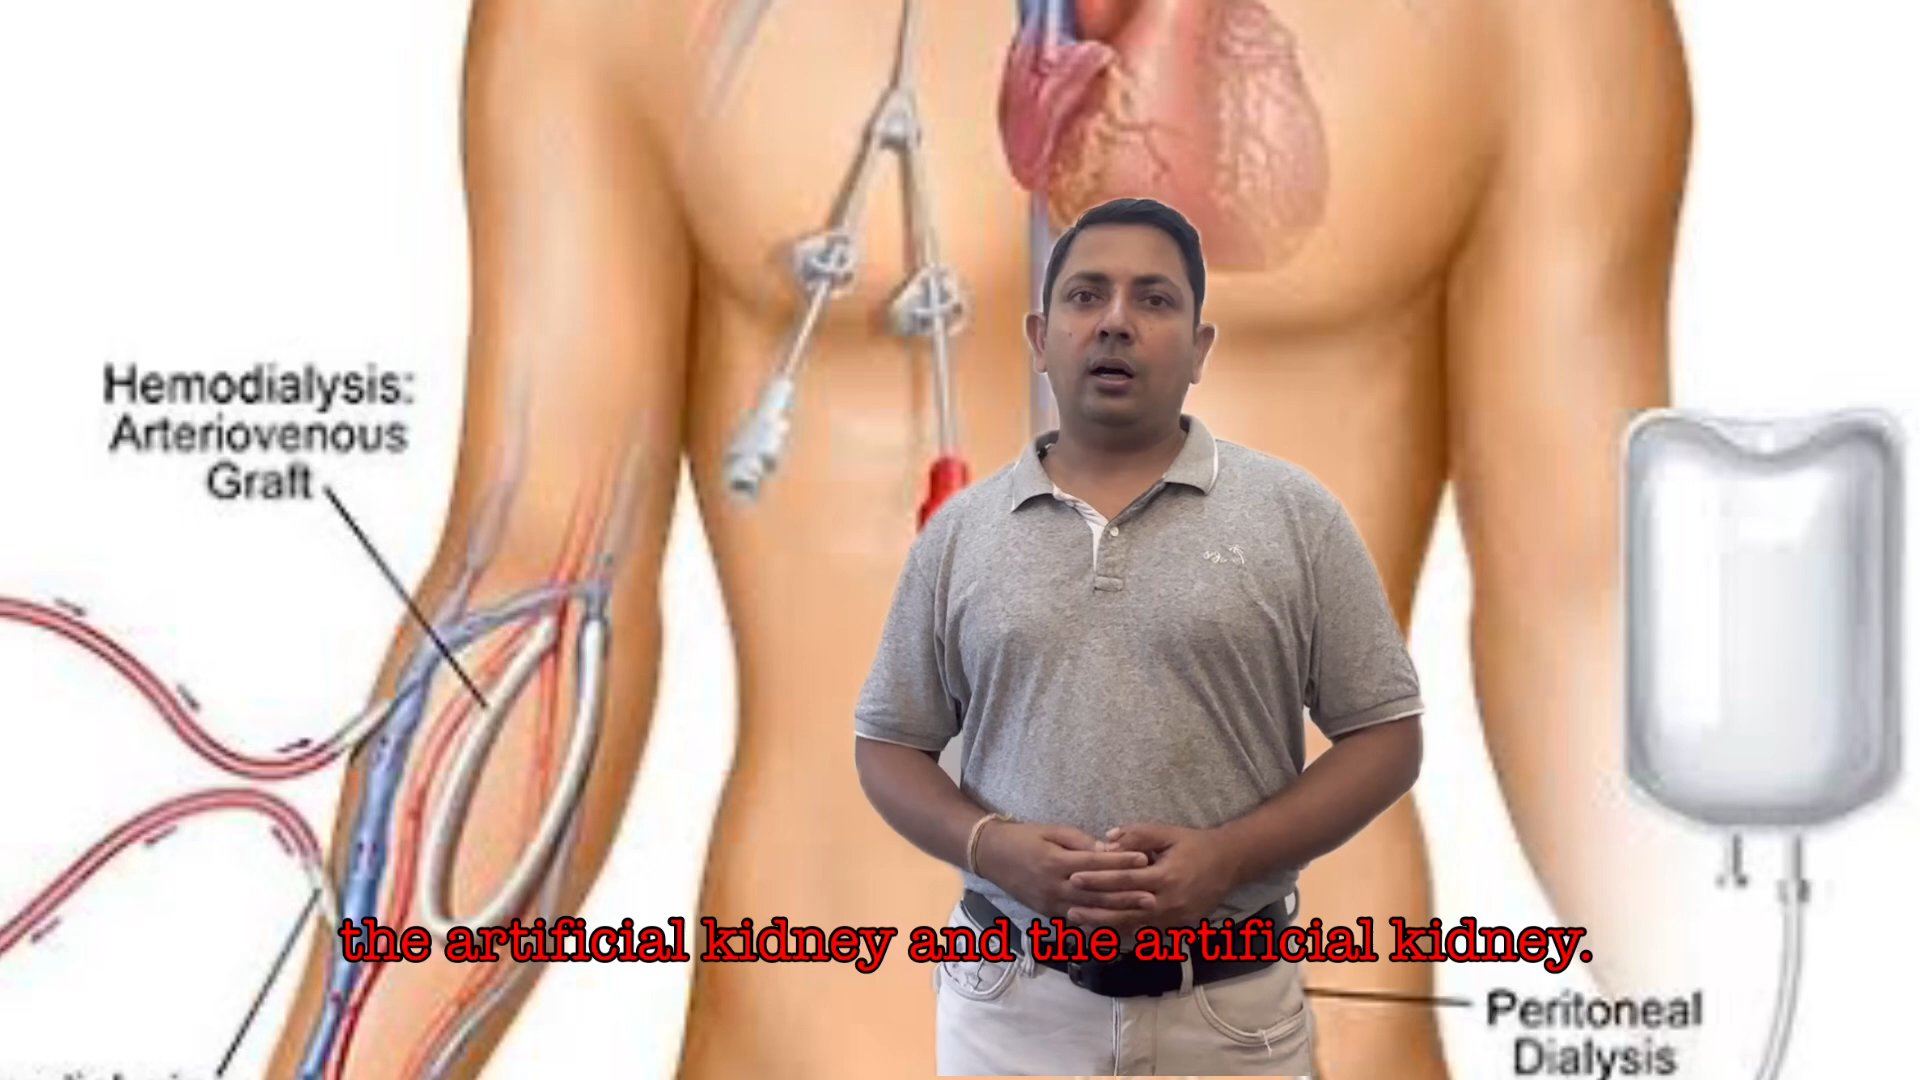 Hemodialysis:
Arteriovenous
Graft
the artificial kidney and the artificial kidney.
Peritoneal
Dialysis